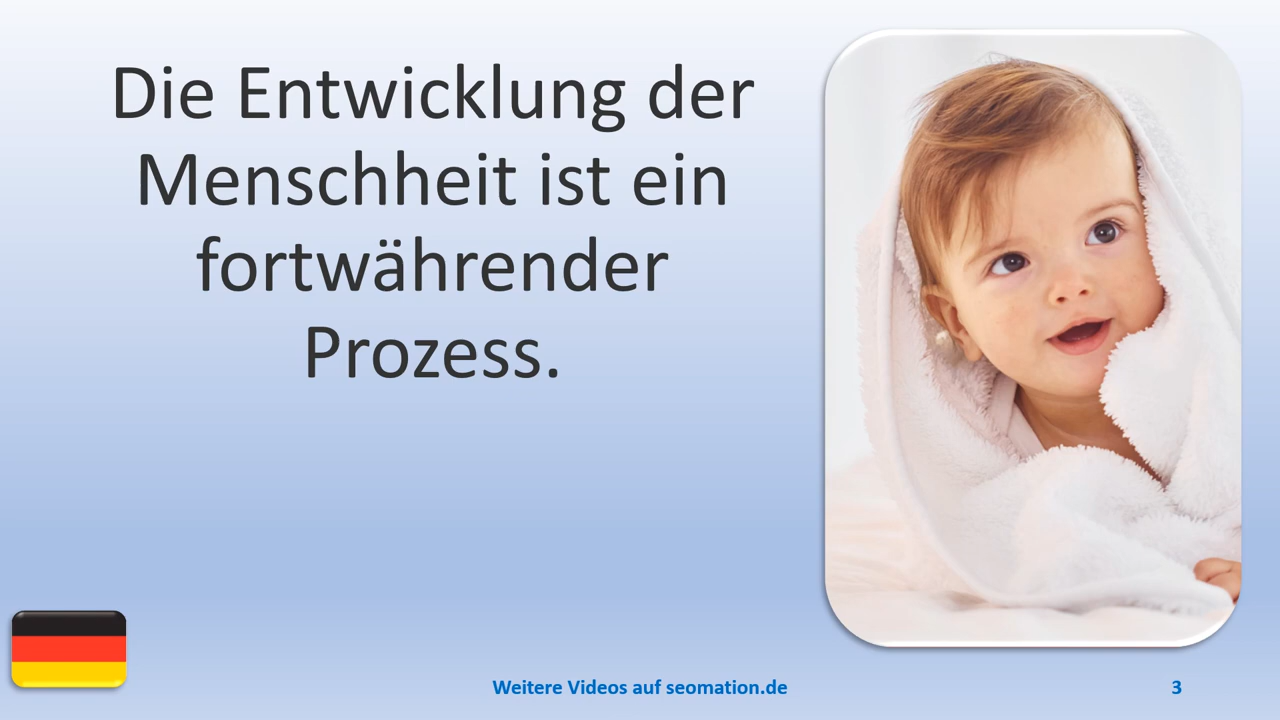 Die Entwicklung der
Menschheit ist ein
fortwährender
Prozess.
Weitere Videos auf seomation.de
3